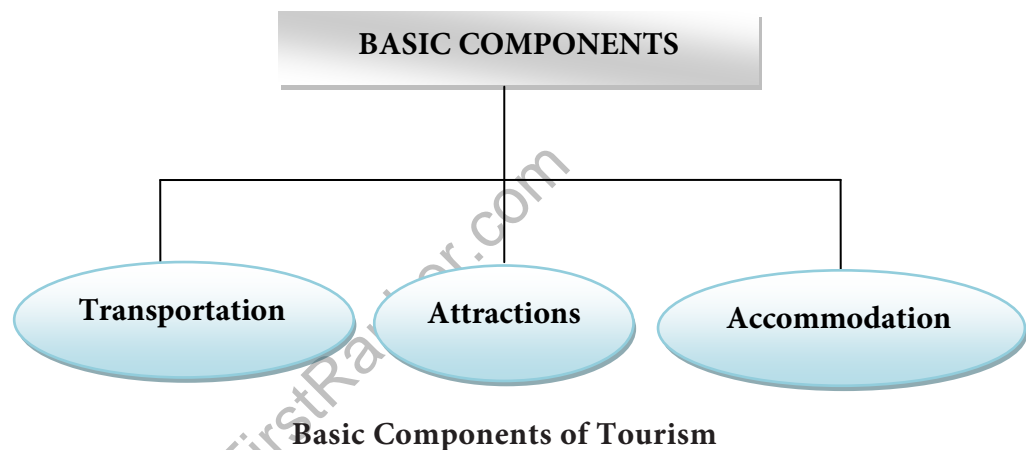 BASIC COMPONENTS
Transportation
Attractions
Accommodation
Basic Components of Tourism